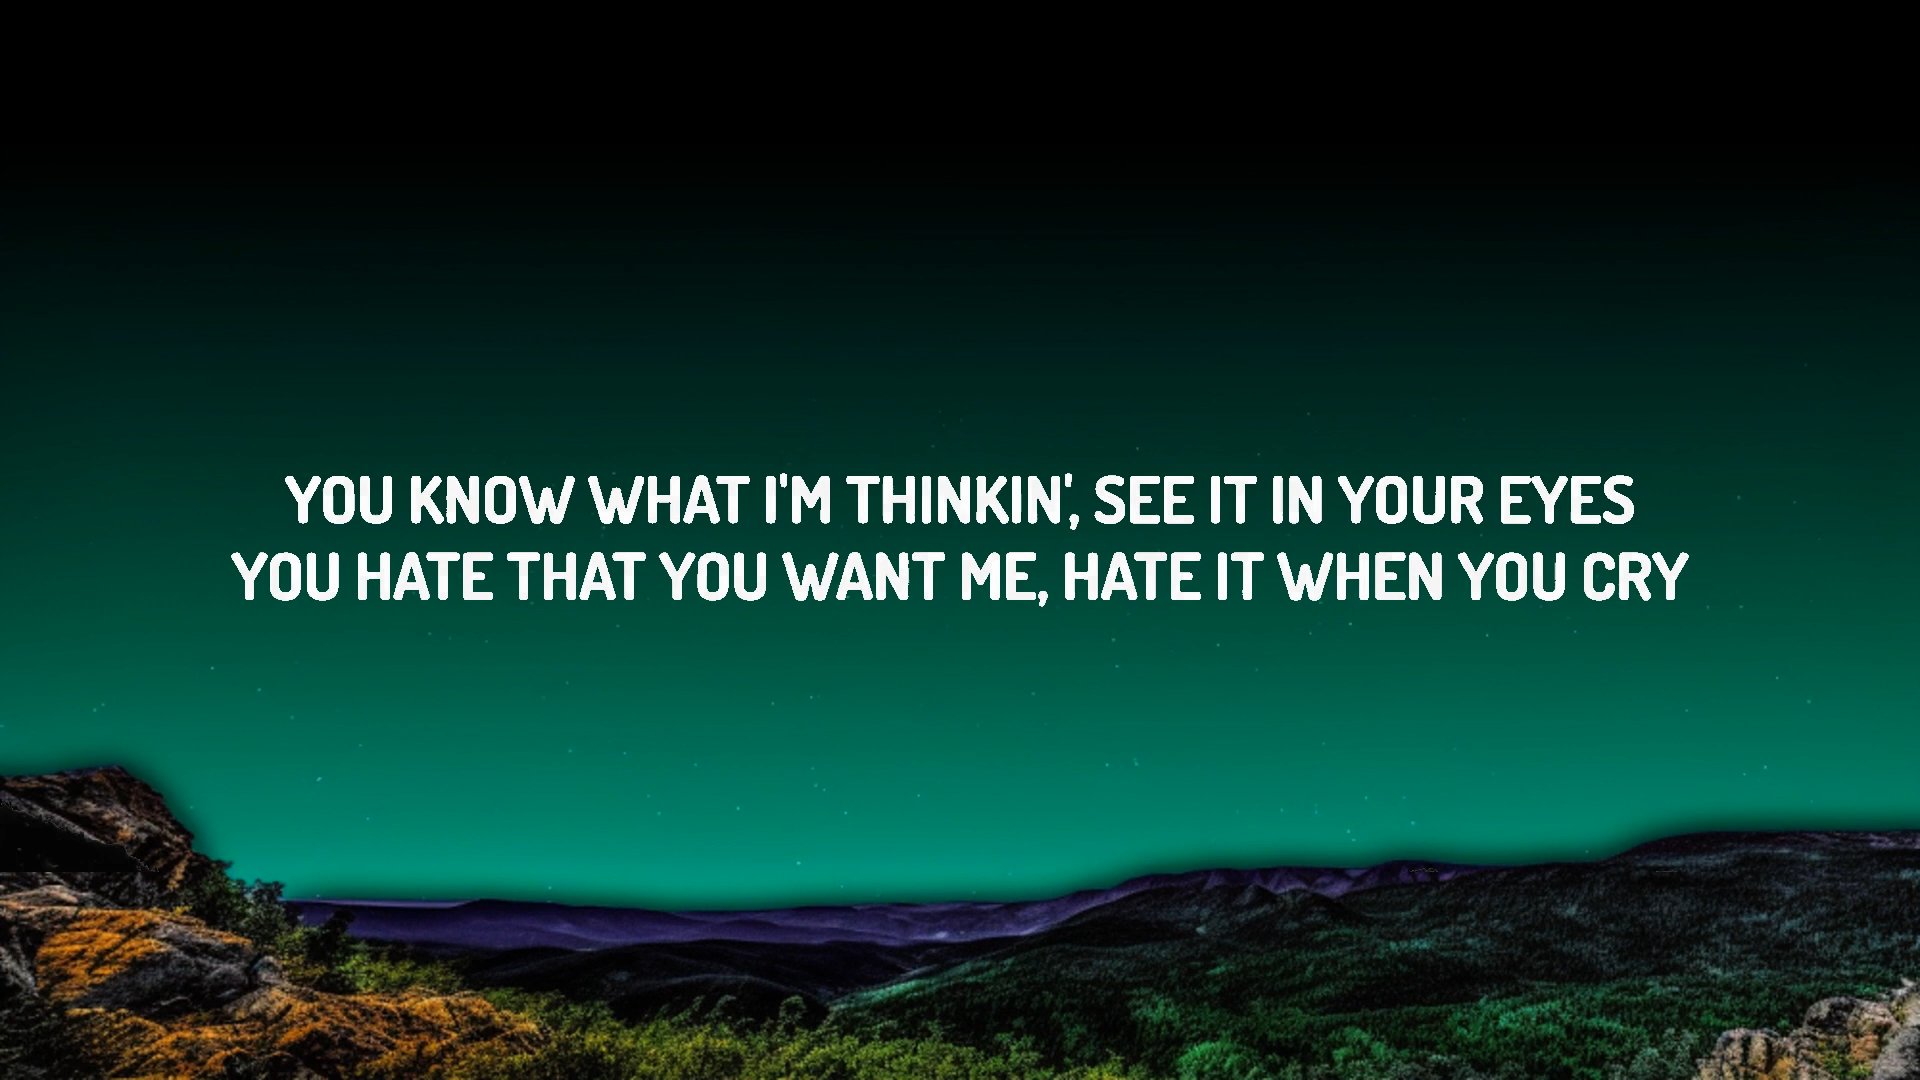 YOU KNOW WHAT I'M THINKIN', SEE IT IN YOUR EYES
YOU HATE THAT YOU WANT ME, HATE IT WHEN YOU CRY